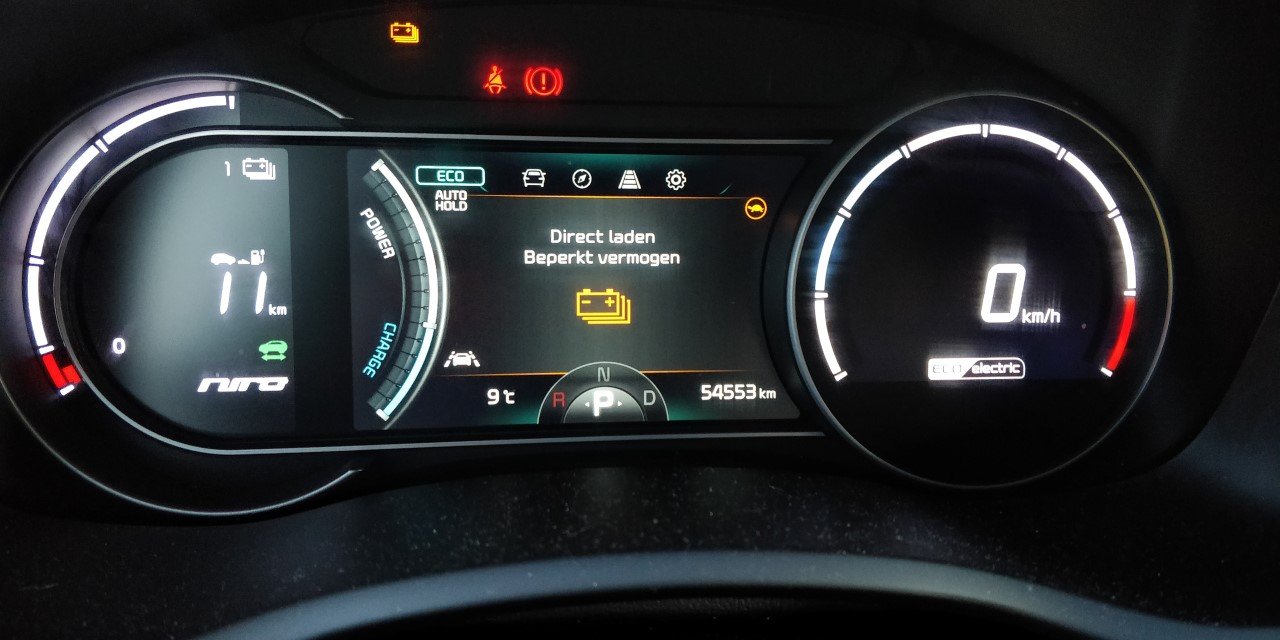 1
ECO
AUTO
HOLD
POWER
CHARGE
Direct laden
Beperkt vermogen
11 km
0
niro
9 °C
N
R P D
54553 km
0 km/h
ECO electric